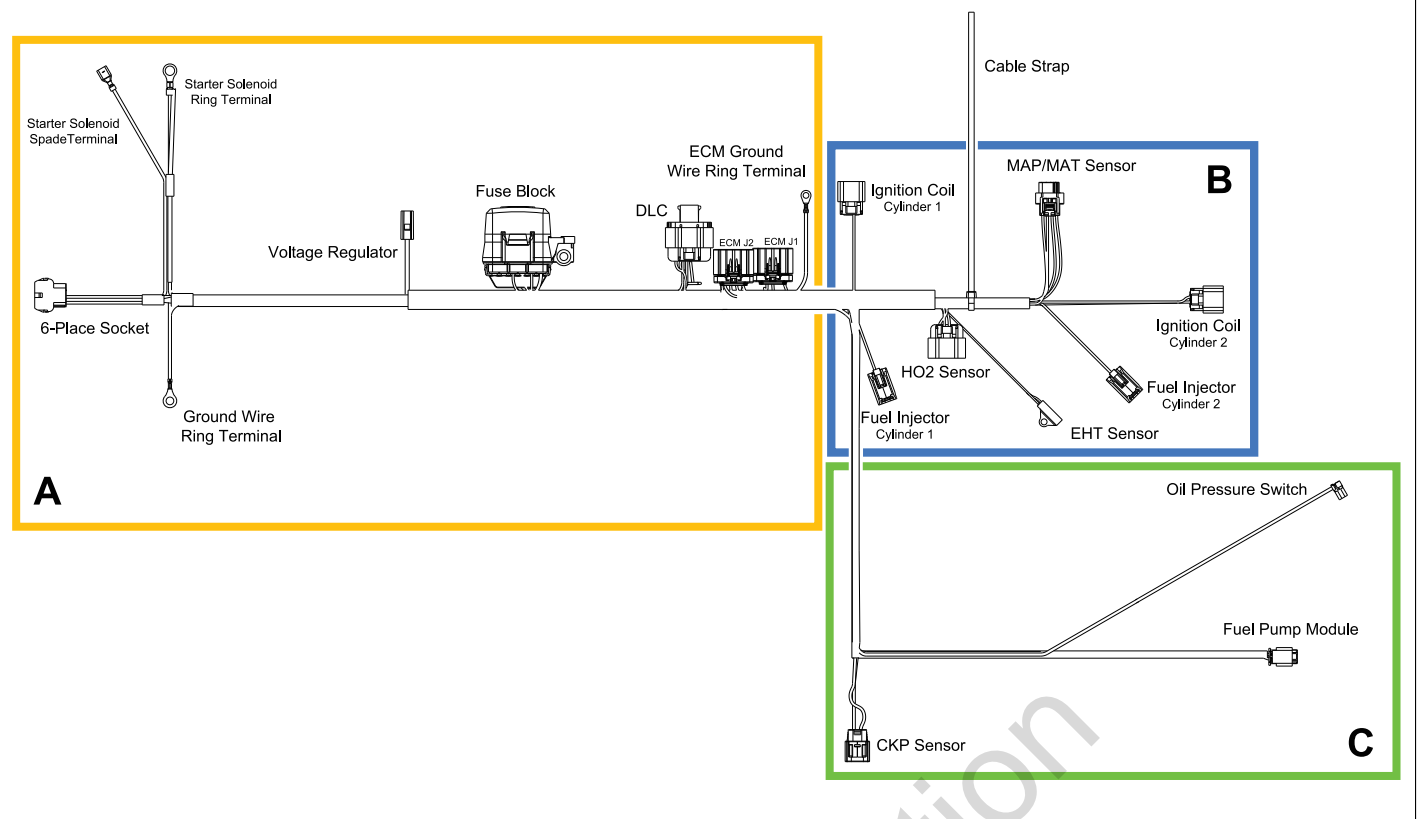 Cable Strap
Starter Solenoid
Ring Terminal
Starter Solenoid
SpadeTerminal
ECM Ground
Wire Ring Terminal
Fuse Block
DLC
ECM J2
ECM J1
Voltage Regulator
6-Place Socket
Ground Wire
Ring Terminal
A
MAP/MAT Sensor
B
Ignition Coil
Cylinder 1
Ignition Coil
Cylinder 2
HO2 Sensor
Fuel Injector
Cylinder 2
Fuel Injector
Cylinder 1
EHT Sensor
Oil Pressure Switch
Fuel Pump Module
CKP Sensor
C
tion